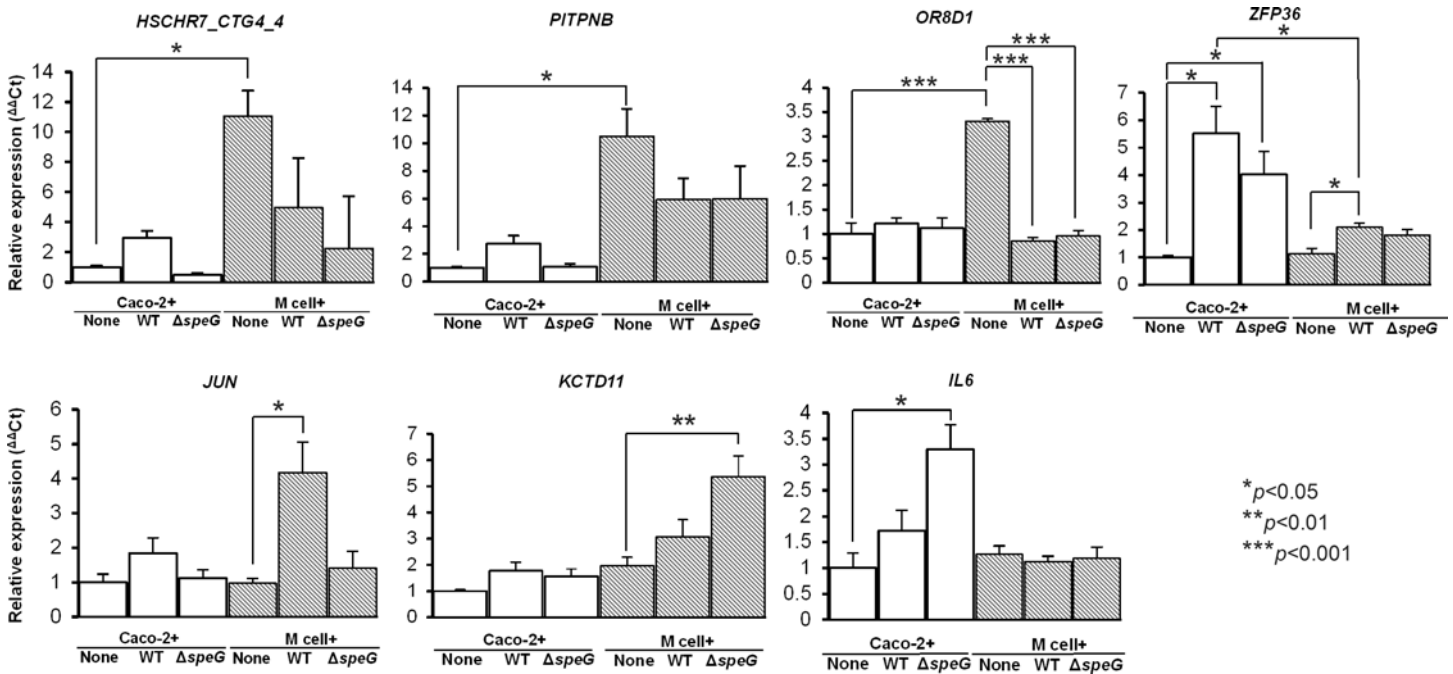 HSCHR7_CTG4_4
Relative expression (ΔΔCt)
14
12
10
8
6
4
2
0
*
Caco-2+ M cell+
None WT ΔspeG None WT ΔspeG
PITPNB
14
12
10
8
6
4
2
0
*
Caco-2+ M cell+
None WT ΔspeG None WT ΔspeG
OR8D1
4
3.5
3
2.5
2
1.5
1
0.5
0
***
***
***
Caco-2+ M cell+
None WT ΔspeG None WT ΔspeG
ZFP36
8
7
6
5
4
3
2
1
0
*
*
*
*
Caco-2+ M cell+
None WT ΔspeG None WT ΔspeG
JUN
Relative expression (ΔΔCt)
6
5
4
3
2
1
0
*
Caco-2+ M cell+
None WT ΔspeG None WT ΔspeG
KCTD11
7
6
5
4
3
2
1
0
**
Caco-2+ M cell+
None WT ΔspeG None WT ΔspeG
IL6
4
3.5
3
2.5
2
1.5
1
0.5
0
*
Caco-2+ M cell+
None WT ΔspeG None WT ΔspeG
*p<0.05
**p<0.01
***p<0.001